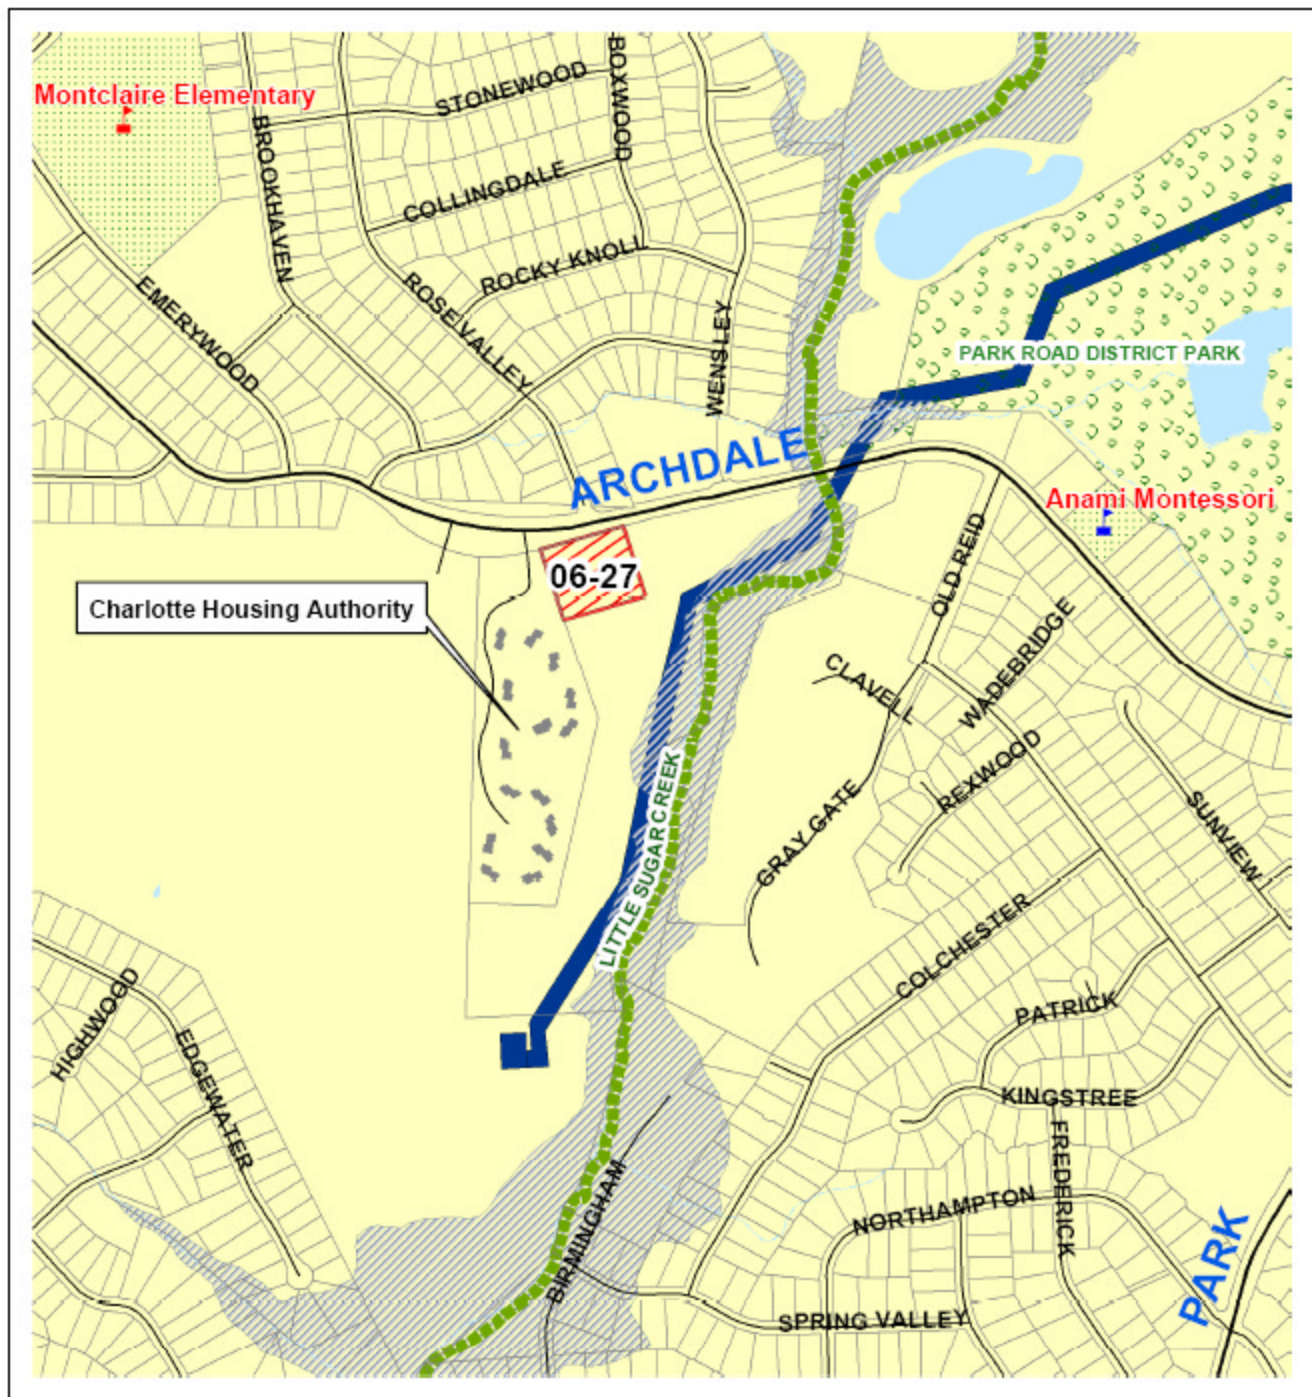 BOXWOOD
STONEWOOD
Montclaire Elementary
BROOKHAVEN
COLLINGDALE
ROCKY KNOLL
EMERYWOOD
ROSEVALLEY
WENSLEY
PARK ROAD DISTRICT PARK
ARCHDALE
Anami Montessori
OLD REID
06-27
Charlotte Housing Authority
WADEBRIDGE
CLAVELL
REXWOOD
LITTLE SUGARCREEK
GRAY GATE
SUNVIEW
COLCHESTER
HIGHWOOD
EDGEWATER
PATRICK
KINGSTREE
FREDERICK
BIRMINGHAM
NORTHAMPTON
PARK
SPRING VALLEY